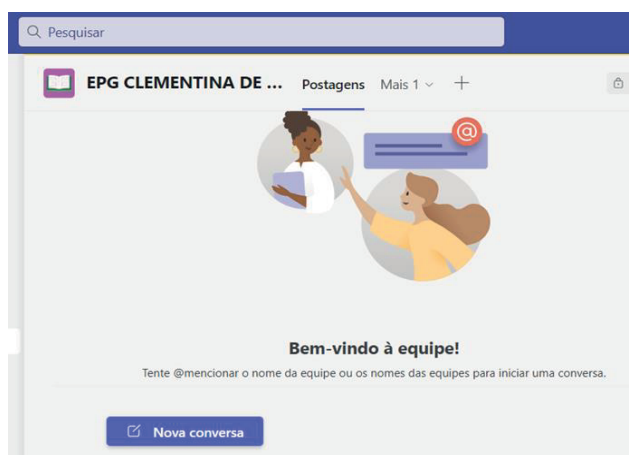 Pesquisar
EPG CLEMENTINA DE ... Postagens Mais 1
@
Bem-vindo à equipe!
Tente @mencionar o nome da equipe ou os nomes das equipes para iniciar uma conversa.
Nova conversa